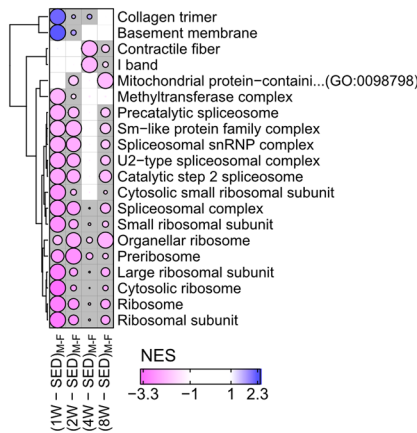 Collagen trimer
Basement membrane
Contractile fiber
I band
Mitochondrial protein−containi...(GO:0098798)
Methyltransferase complex
Precatalytic spliceosome
Sm−like protein family complex
Spliceosomal snRNP complex
U2−type spliceosomal complex
Catalytic step 2 spliceosome
Cytosolic small ribosomal subunit
Spliceosomal complex
Small ribosomal subunit
Organellar ribosome
Preribosome
Large ribosomal subunit
Cytosolic ribosome
Ribosome
Ribosomal subunit
(1W − SED)M-F
(2W − SED)M-F
(4W − SED)M-F
(8W − SED)M-F
NES
−3.3 −1 1 2.3